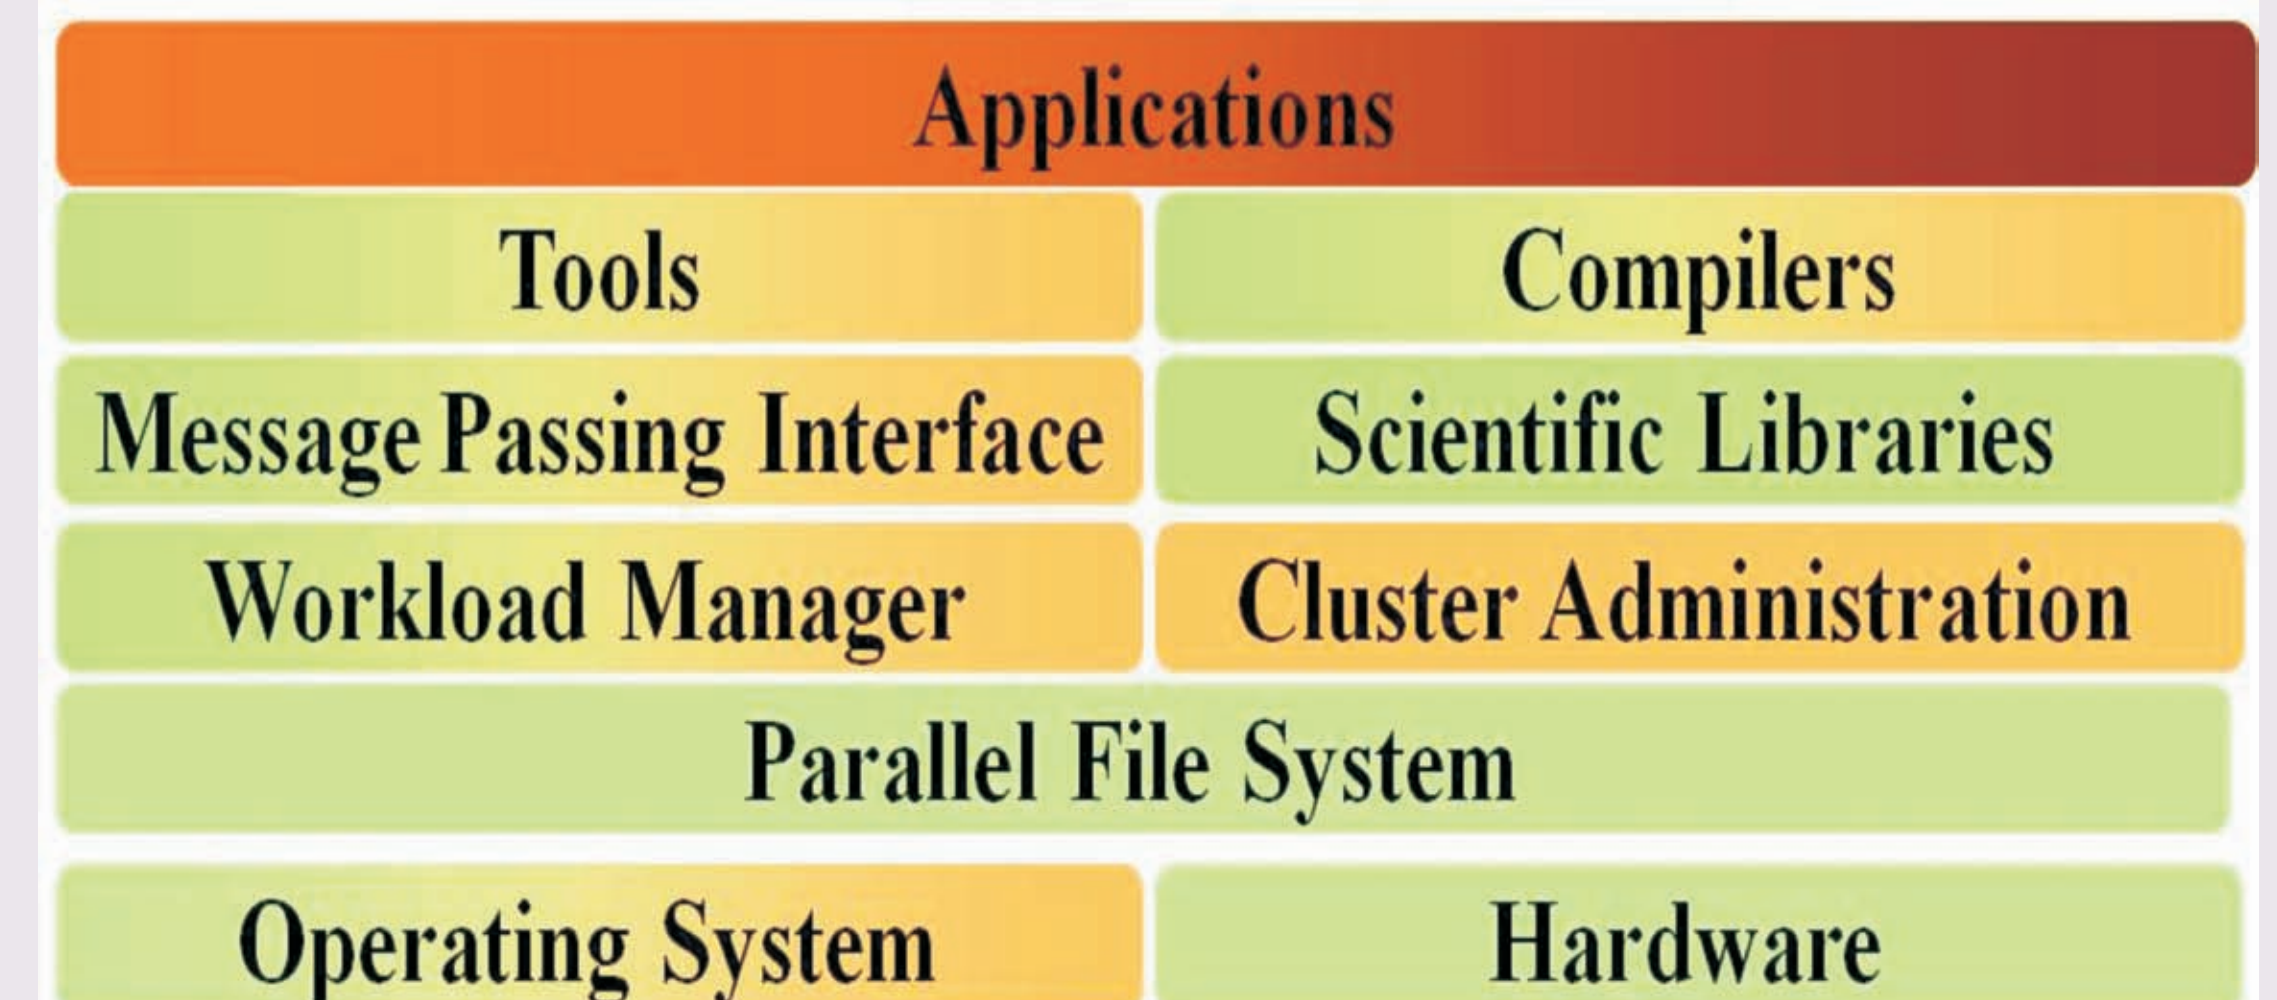 Applications
Tools
Compilers
Message Passing Interface
Scientific Libraries
Workload Manager
Cluster Administration
Parallel File System
Operating System
Hardware